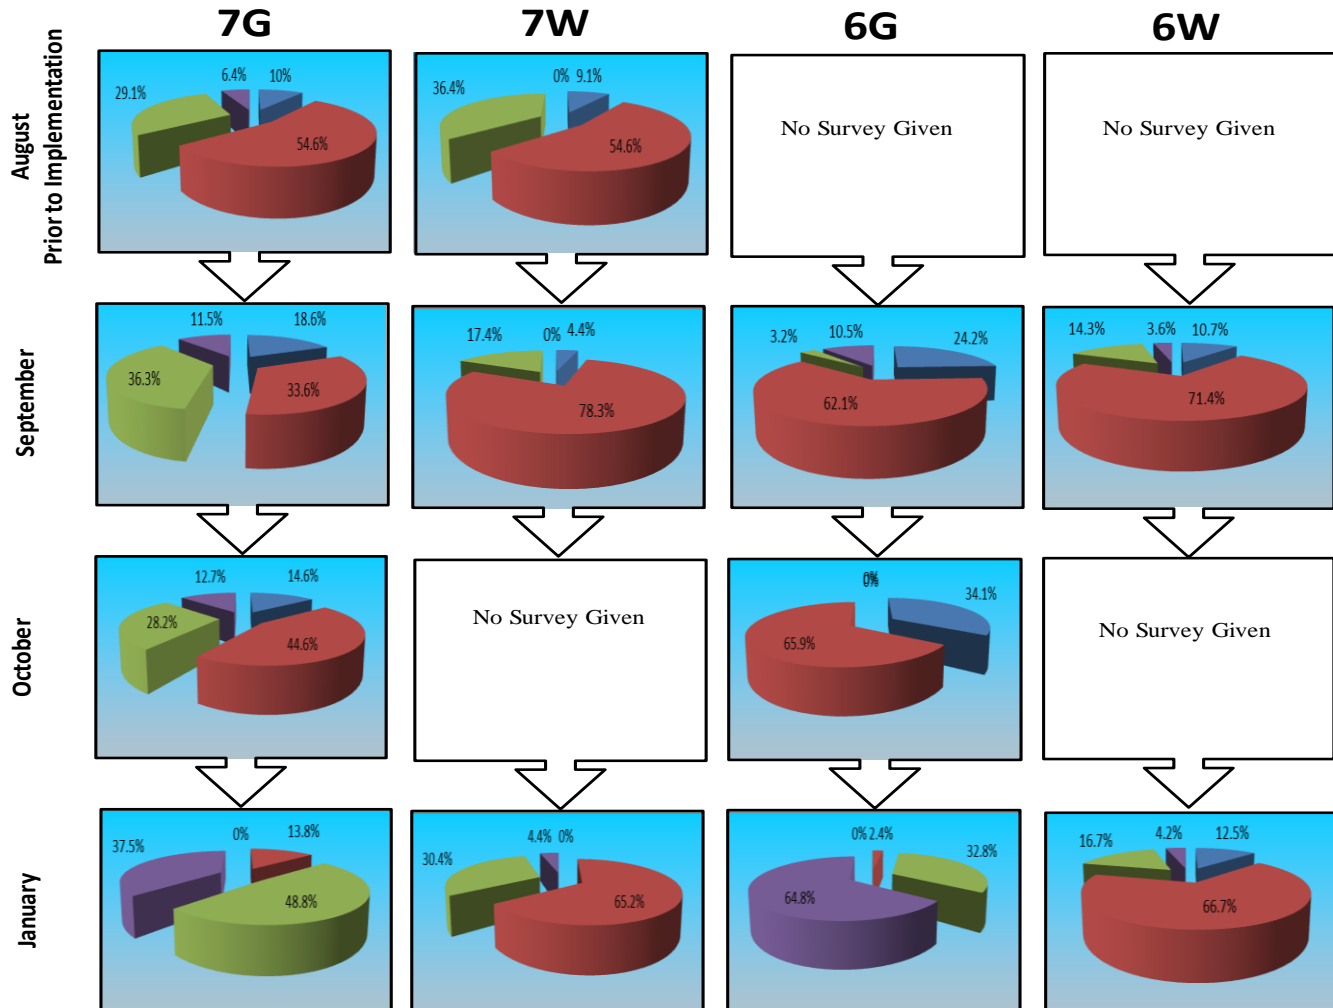 7G 7W 6G 6W
August
Prior to Implementation
6.4% 10%
29.1%
54.6%
0% 9.1%
36.4%
54.6%
No Survey Given
No Survey Given
September
11.5% 18.6%
36.3%
33.6%
17.4% 0% 4.4%
78.3%
3.2% 10.5% 24.2%
62.1%
14.3% 3.6% 10.7%
71.4%
October
12.7% 14.6%
28.2%
44.6%
No Survey Given
0%
0%
34.1%
65.9%
No Survey Given
January
37.5% 0% 13.8%
48.8%
30.4% 4.4% 0%
65.2%
0% 2.4% 32.8%
64.8%
16.7% 4.2% 12.5%
66.7%